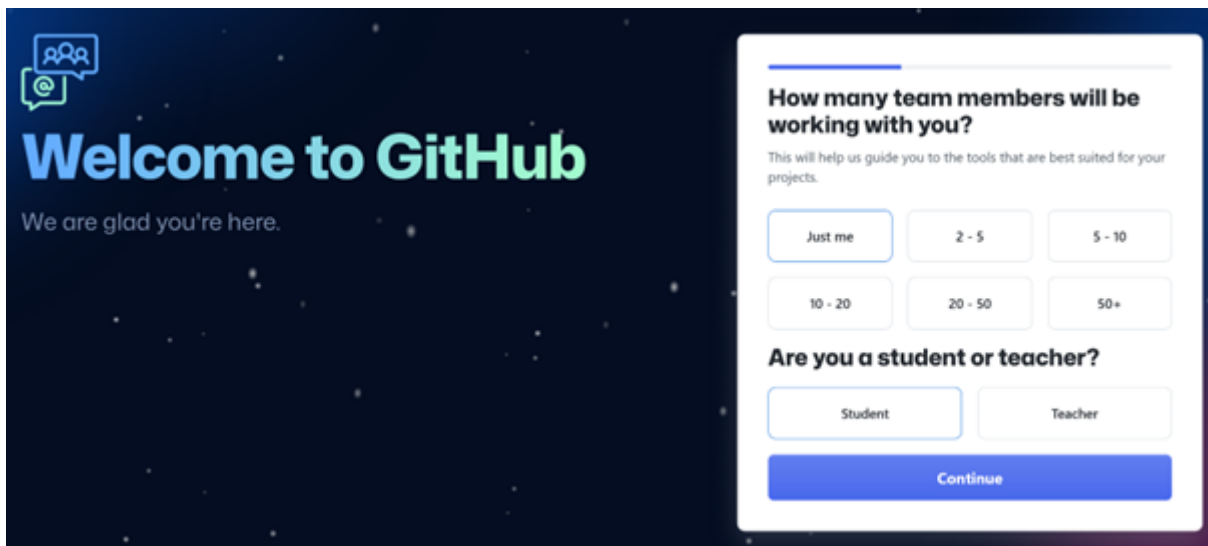 @
Welcome to GitHub
We are glad you're here.
How many team members will be
working with you?
This will help us guide you to the tools that are best suited for your
projects.
Just me 2 - 5 5 - 10
10 - 20 20 - 50 50+
Are you a student or teacher?
Student Teacher
Continue